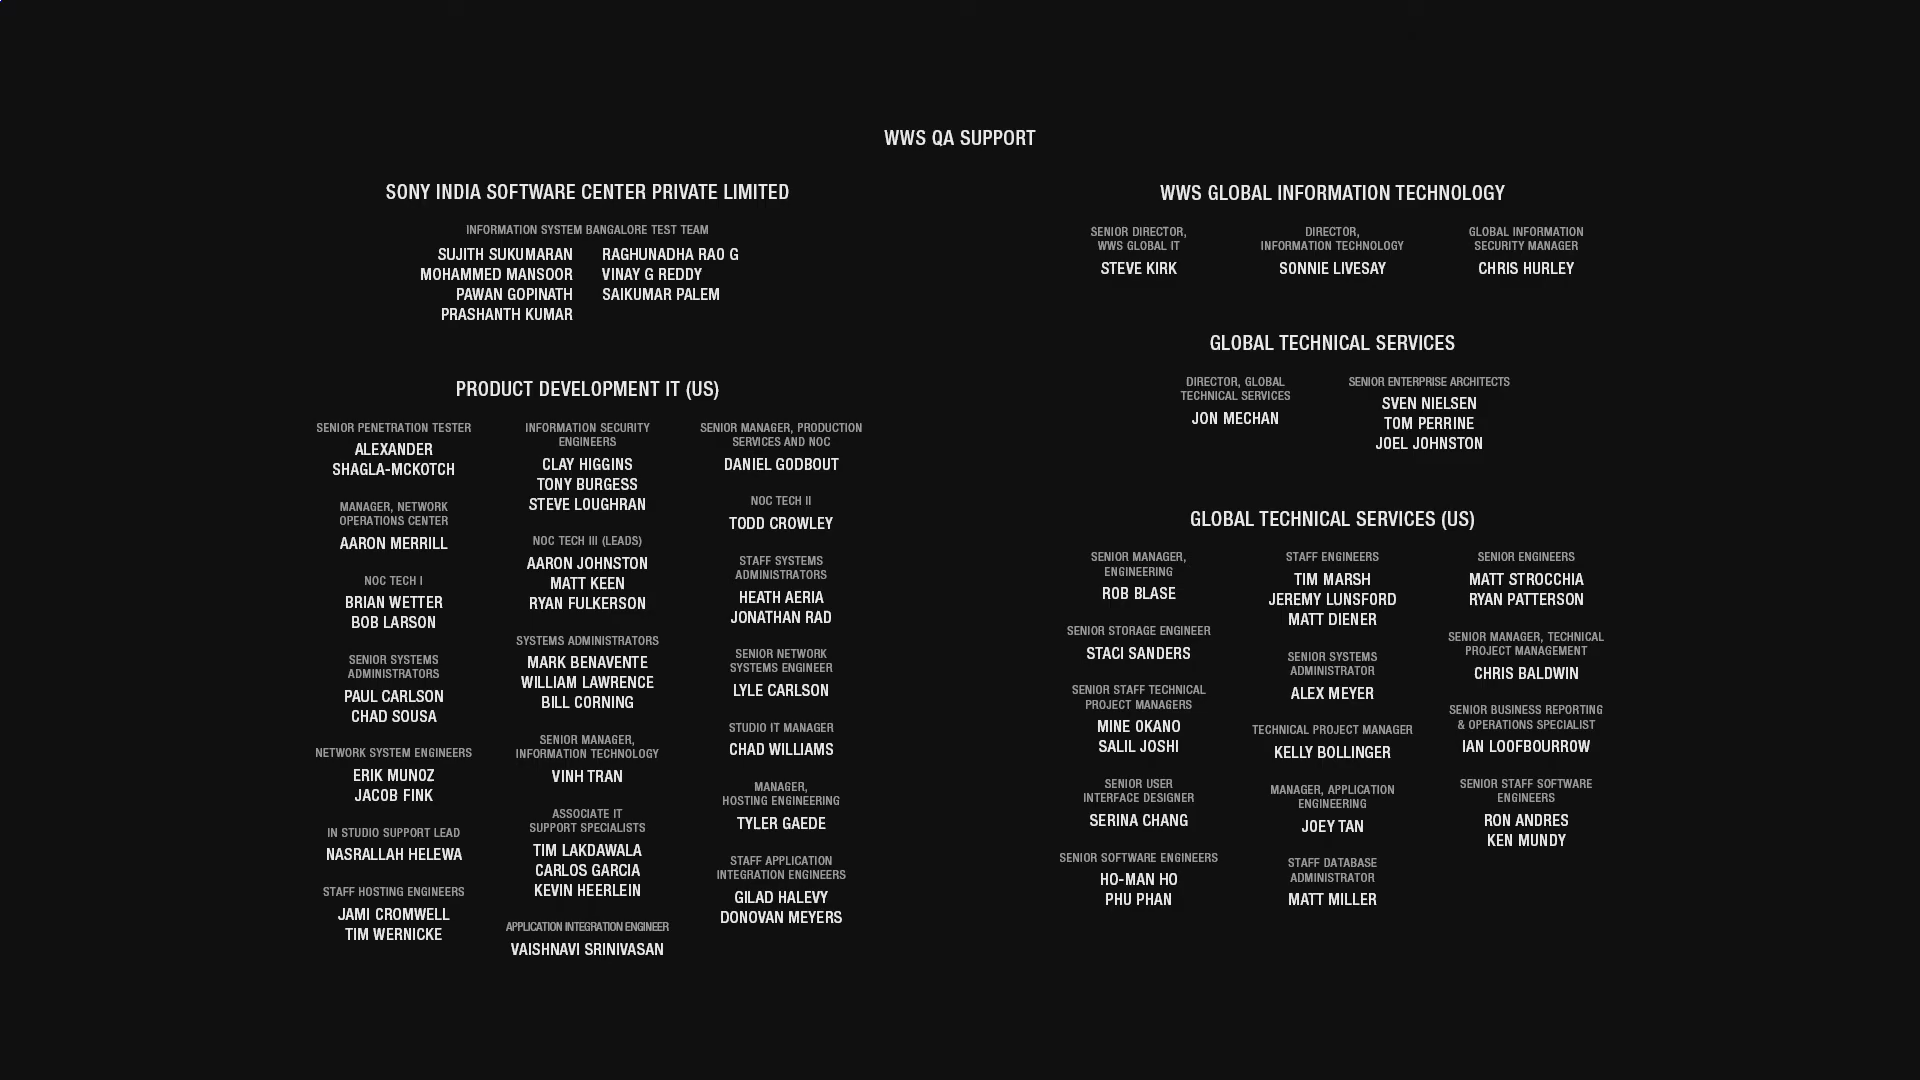 WWS QA SUPPORT
SONY INDIA SOFTWARE CENTER PRIVATE LIMITED
INFORMATION SYSTEM BANGALORE TEST TEAM
SUJITH SUKUMARAN
MOHAMMED MANSOOR
PAWAN GOPINATH
PRASHANTH KUMAR
RAGHUNADHA RAO G
VINAY G REDDY
SAIKUMAR PALEM
PRODUCT DEVELOPMENT IT (US)
SENIOR PENETRATION TESTER
ALEXANDER
SHAGLA-MCKOTCH
MANAGER, NETWORK
OPERATIONS CENTER
AARON MERRILL
NOC TECH I
BRIAN WETTER
BOB LARSON
SENIOR SYSTEMS
ADMINISTRATORS
PAUL CARLSON
CHAD SOUSA
NETWORK SYSTEM ENGINEERS
ERIK MUNOZ
JACOB FINK
IN STUDIO SUPPORT LEAD
NASRALLAH HELEWA
STAFF HOSTING ENGINEERS
JAMI CROMWELL
TIM WERNICKE
INFORMATION SECURITY
ENGINEERS
CLAY HIGGINS
TONY BURGESS
STEVE LOUGHRAN
NOC TECH III (LEADS)
AARON JOHNSTON
MATT KEEN
RYAN FULKERSON
SYSTEMS ADMINISTRATORS
MARK BENAVENTE
WILLIAM LAWRENCE
BILL CORNING
SENIOR MANAGER,
INFORMATION TECHNOLOGY
VINH TRAN
ASSOCIATE IT
SUPPORT SPECIALISTS
TIM LAKDAWALA
CARLOS GARCIA
KEVIN HEERLEIN
APPLICATION INTEGRATION ENGINEER
VAISHNAVI SRINIVASAN
SENIOR MANAGER, PRODUCTION
SERVICES AND NOC
DANIEL GODBOUT
NOC TECH II
TODD CROWLEY
STAFF SYSTEMS
ADMINISTRATORS
HEATH AERIA
JONATHAN RAD
SENIOR NETWORK
SYSTEMS ENGINEER
LYLE CARLSON
STUDIO IT MANAGER
CHAD WILLIAMS
MANAGER,
HOSTING ENGINEERING
TYLER GAEDE
STAFF APPLICATION
INTEGRATION ENGINEERS
GILAD HALEVY
DONOVAN MEYERS
WWS GLOBAL INFORMATION TECHNOLOGY
SENIOR DIRECTOR,
WWS GLOBAL IT
STEVE KIRK
DIRECTOR,
INFORMATION TECHNOLOGY
SONNIE LIVESAY
GLOBAL INFORMATION
SECURITY MANAGER
CHRIS HURLEY
GLOBAL TECHNICAL SERVICES
DIRECTOR, GLOBAL
TECHNICAL SERVICES
JON MECHAN
SENIOR ENTERPRISE ARCHITECTS
SVEN NIELSEN
TOM PERRINE
JOEL JOHNSTON
GLOBAL TECHNICAL SERVICES (US)
SENIOR MANAGER,
ENGINEERING
ROB BLASE
SENIOR STORAGE ENGINEER
STACI SANDERS
SENIOR STAFF TECHNICAL
PROJECT MANAGERS
MINE OKANO
SALIL JOSHI
SENIOR USER
INTERFACE DESIGNER
SERINA CHANG
SENIOR SOFTWARE ENGINEERS
HO-MAN HO
PHU PHAN
STAFF ENGINEERS
TIM MARSH
JEREMY LUNSFORD
MATT DIENER
SENIOR SYSTEMS
ADMINISTRATOR
ALEX MEYER
TECHNICAL PROJECT MANAGER
KELLY BOLLINGER
MANAGER, APPLICATION
ENGINEERING
JOEY TAN
STAFF DATABASE
ADMINISTRATOR
MATT MILLER
SENIOR ENGINEERS
MATT STROCCHIA
RYAN PATTERSON
SENIOR MANAGER, TECHNICAL
PROJECT MANAGEMENT
CHRIS BALDWIN
SENIOR BUSINESS REPORTING
& OPERATIONS SPECIALIST
IAN LOOFBOURROW
SENIOR STAFF SOFTWARE
ENGINEERS
RON ANDRES
KEN MUNDY